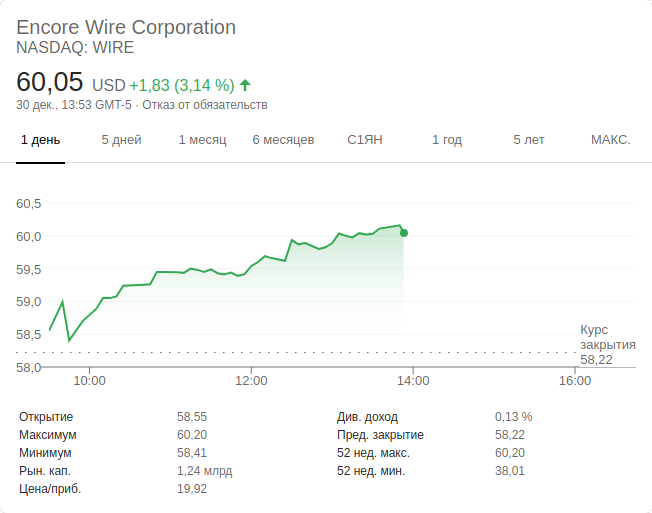 Encore Wire Corporation
NASDAQ: WIRE
60,05 USD +1,83 (3,14 %)
30 дек., 13:53 GMT-5 · Отказ от обязательств
1 день 5 дней 1 месяц 6 месяцев С1ЯН 1 год 5 лет МАКС.
60,5
60,0
59,5
59,0
58,5
58,0
Курс
закрытия
58,22
10:00 12:00 14:00 16:00
Открытие 58,55 Див. доход 0,13 %
Максимум 60,20 Пред. закрытие 58,22
Минимум 58,41 52 нед. макс. 60,20
Рын. кап. 1,24 млрд 52 нед. мин. 38,01
Цена/приб. 19,92